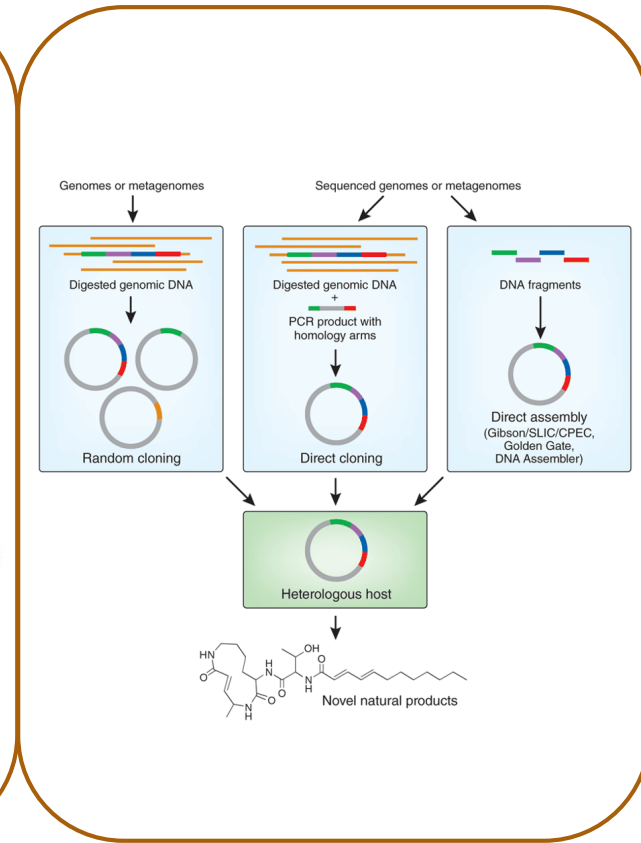 Genomes or metagenomes
Sequenced genomes or metagenomes
Digested genomic DNA
Random cloning
Digested genomic DNA
+
PCR product with
homology arms
Direct cloning
DNA fragments
Direct assembly
(Gibson/SLIC/CPEC,
Golden Gate,
DNA Assembler)
Heterologous host
HN
O
N
H
O
H
N
O
OH
N
H
O
Novel natural products